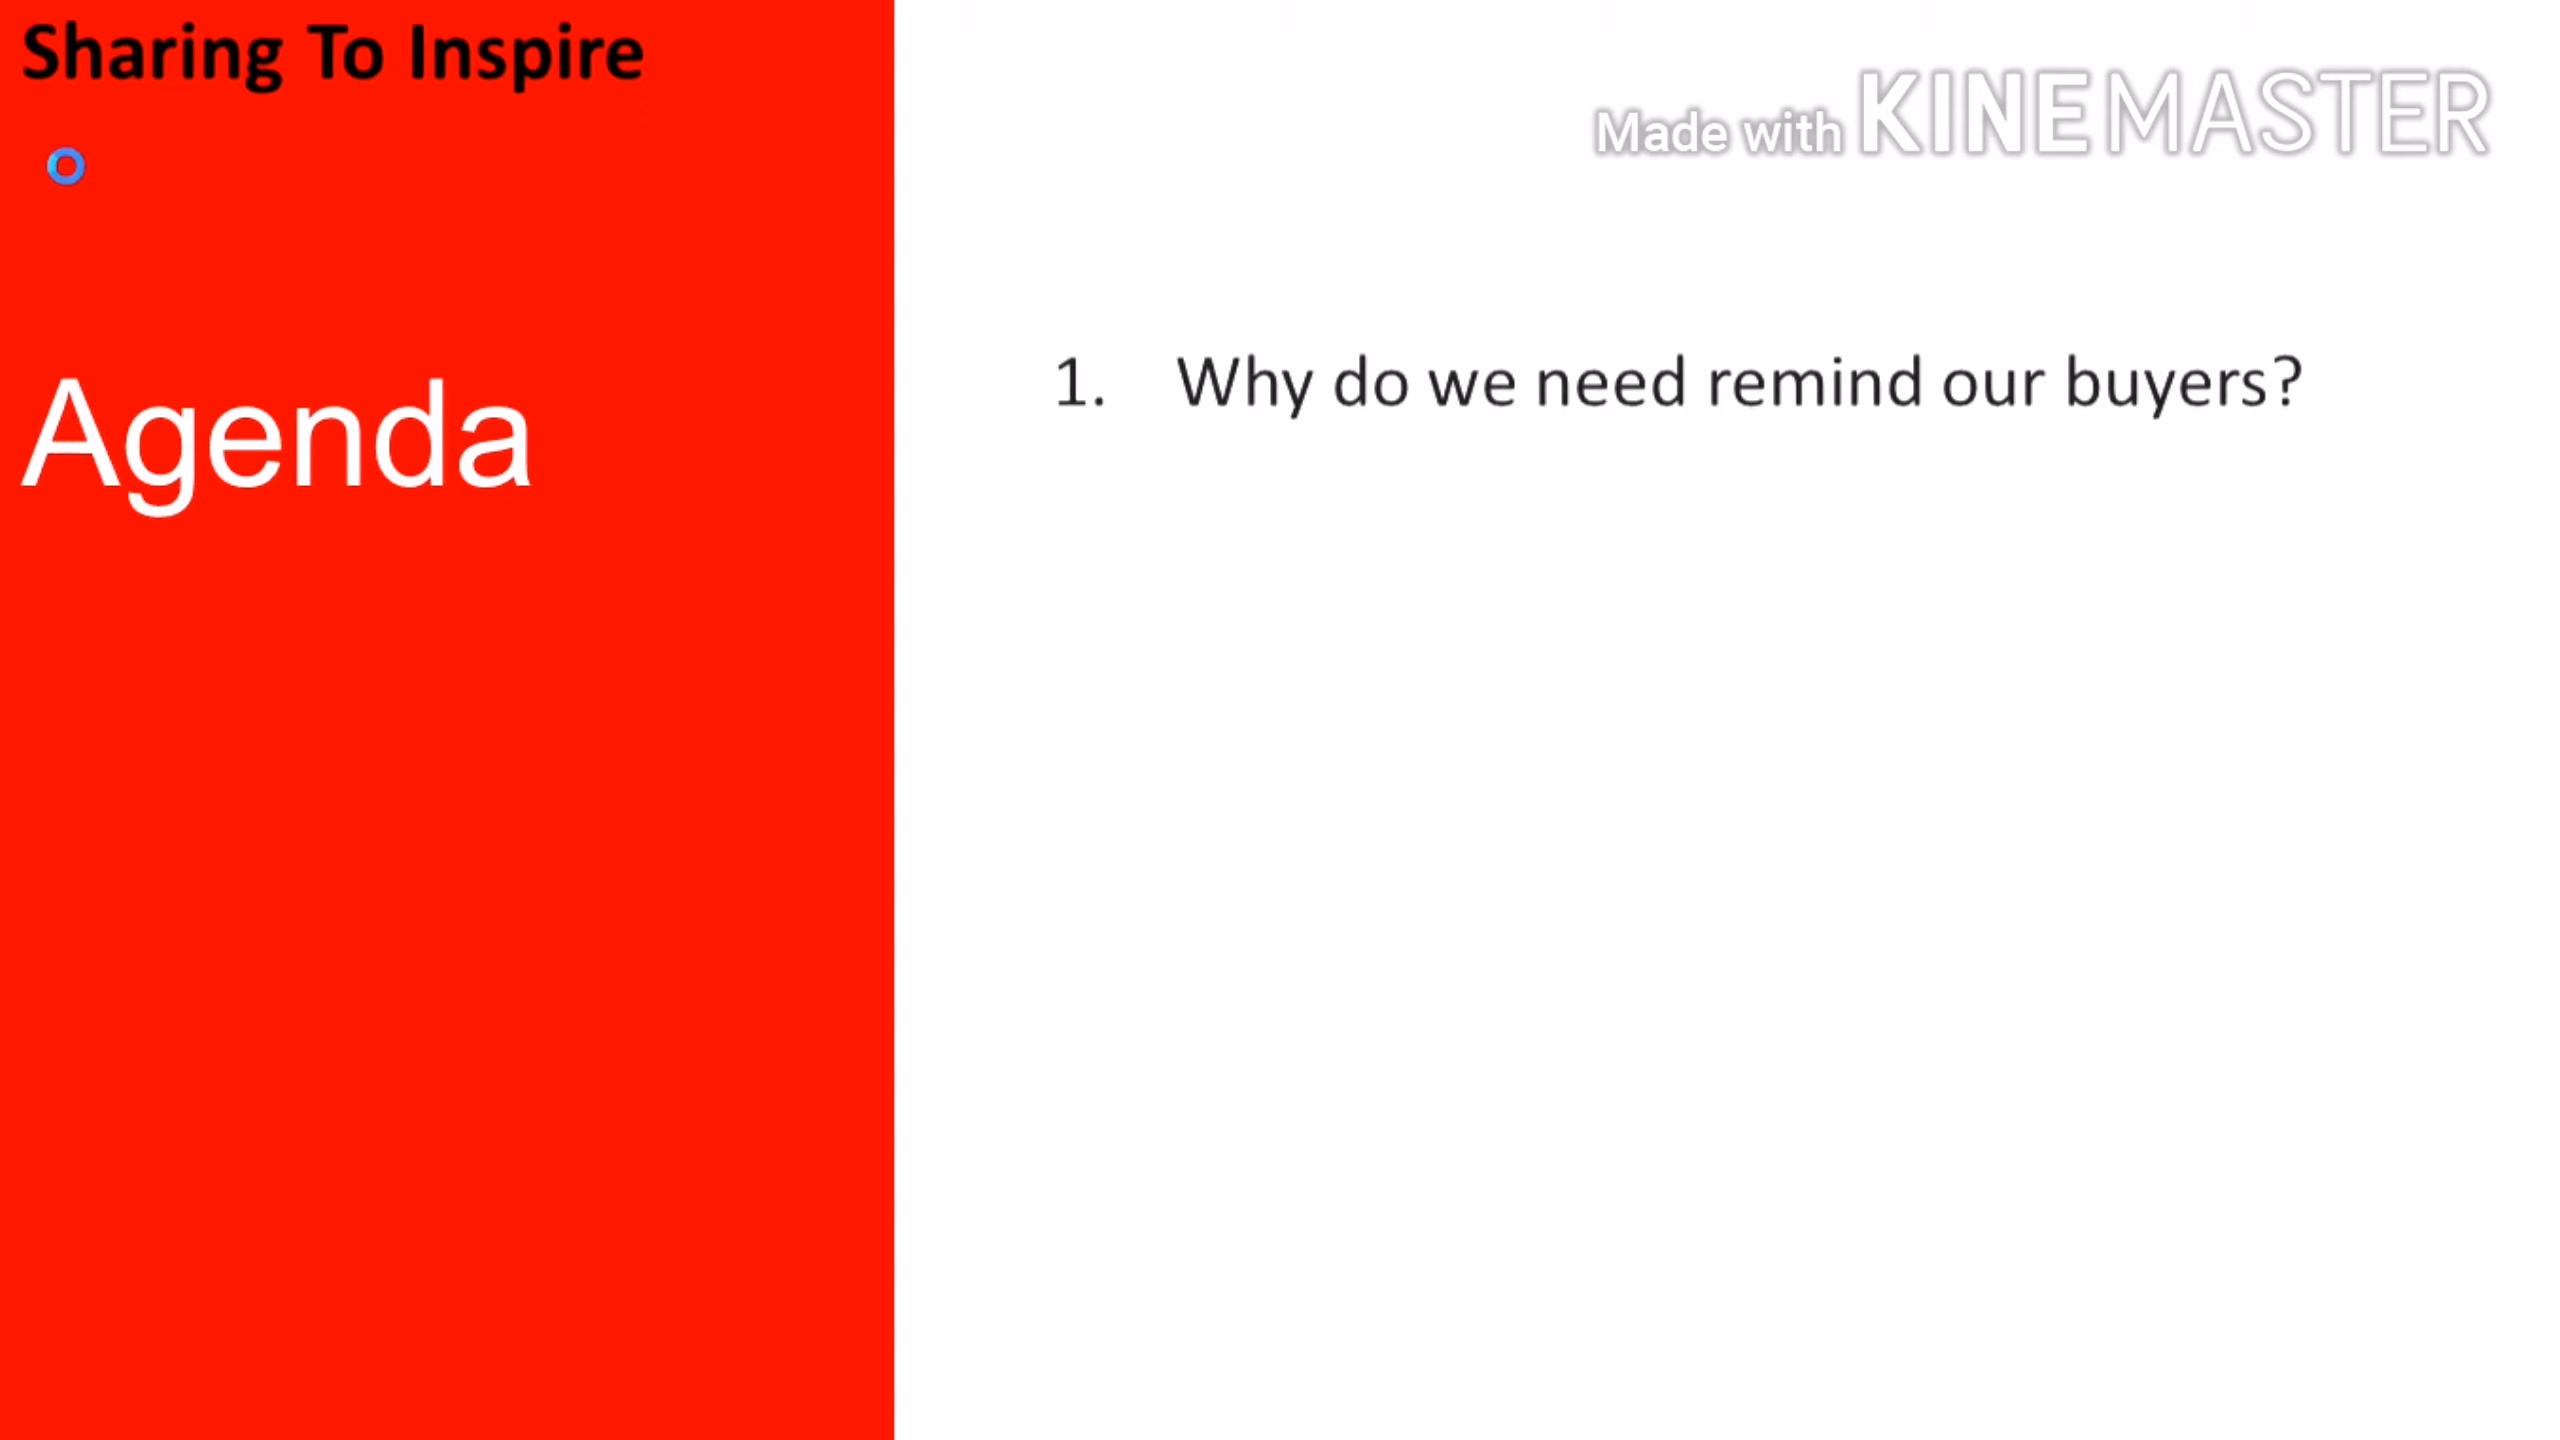 Sharing To Inspire
Made with KINEMASTER
Agenda
1. Why do we need remind our buyers?